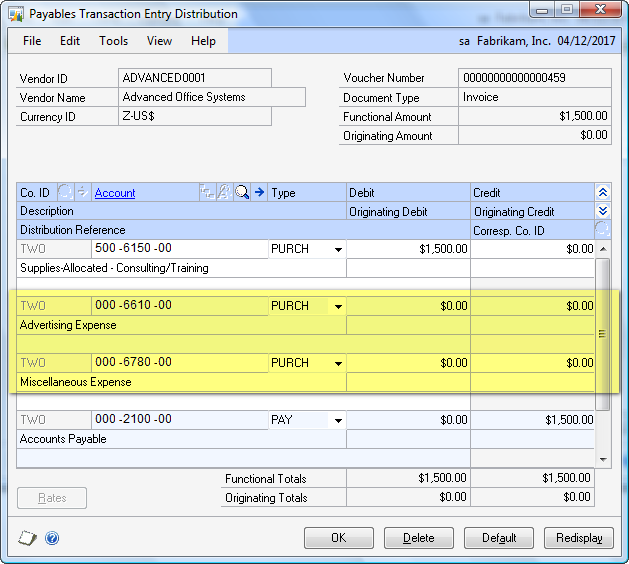 Payables Transaction Entry Distribution
File Edit Tools View Help sa Fabrikam, Inc. 04/12/2017
Vendor ID ADVANCED0001 Voucher Number 00000000000000459
Vendor Name Advanced Office Systems Document Type Invoice
Currency ID Z-US$ Functional Amount $1,500.00
Originating Amount $0.00
Co. ID Account Type Debit Credit
Description Originating Debit Originating Credit
Distribution Reference Corresp. Co. ID
TWO 500 -6150 -00 PURCH $1,500.00 $0.00
Supplies-Allocated - Consulting/Training
TWO 000 -6610 -00 PURCH $0.00 $0.00
Advertising Expense
TWO 000 -6780 -00 PURCH $0.00 $0.00
Miscellaneous Expense
TWO 000 -2100 -00 PAY $0.00 $1,500.00
Accounts Payable
Functional Totals $1,500.00 $1,500.00
Rates Originating Totals $0.00 $0.00
OK Delete Default Redisplay